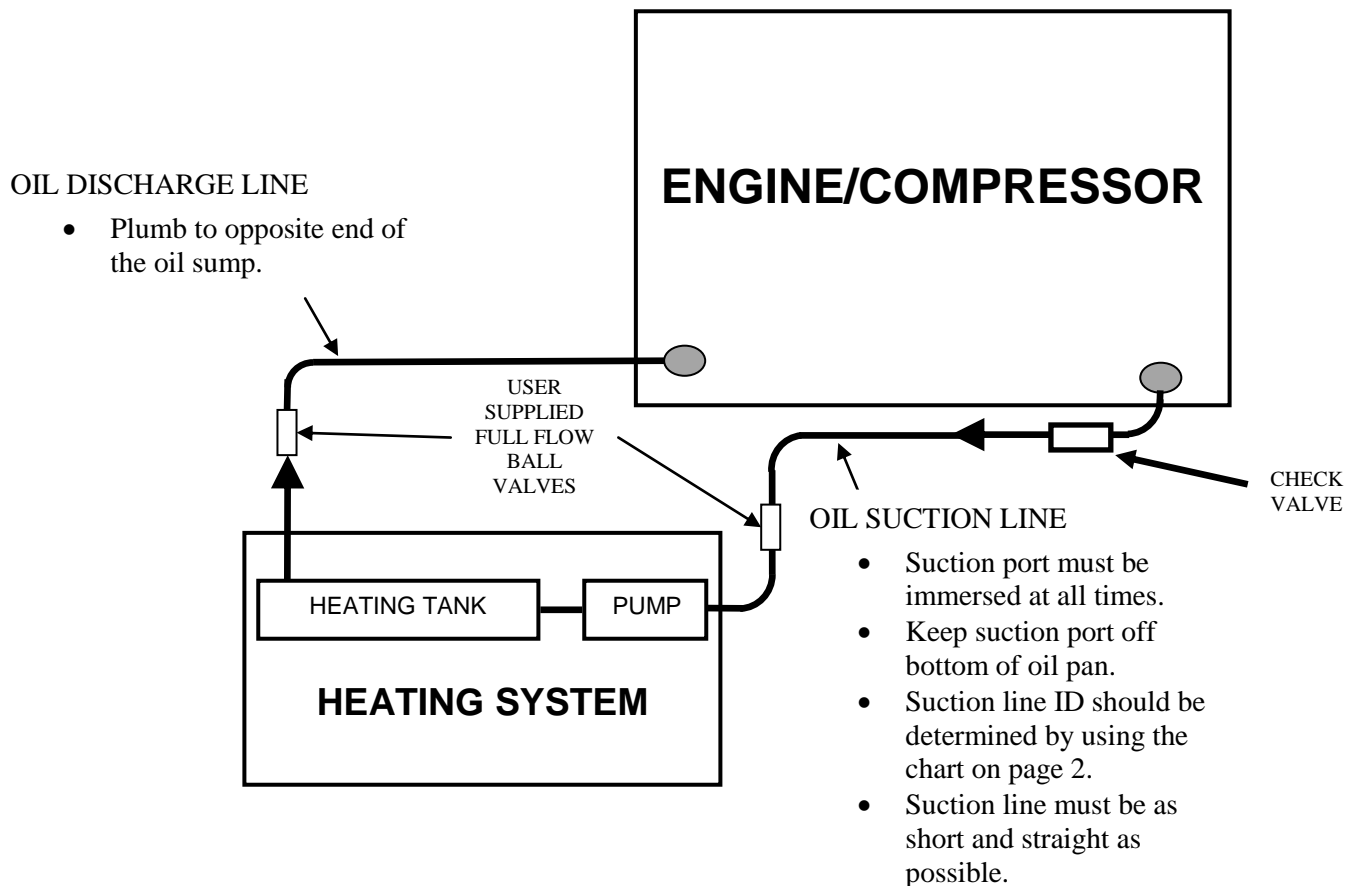 ENGINE/COMPRESSOR
OIL DISCHARGE LINE
• Plumb to opposite end of
the oil sump.
USER
SUPPLIED
FULL FLOW
BALL
VALVES
CHECK
VALVE
OIL SUCTION LINE
• Suction port must be
immersed at all times.
• Keep suction port off
bottom of oil pan.
• Suction line ID should be
determined by using the
chart on page 2.
• Suction line must be as
short and straight as
possible.
HEATING TANK
PUMP
HEATING SYSTEM